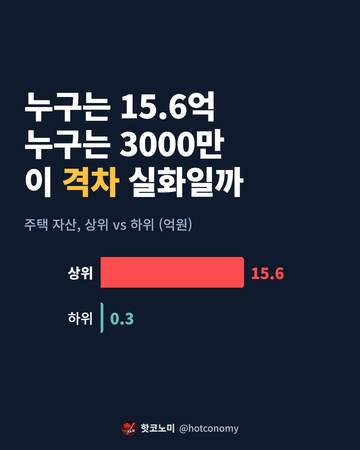 누구는 15.6억
누구는 3000만
이 격차 실화일까
주택 자산, 상위 vs 하위 (억원)
상위 15.6
하위 0.3
핫코노미 @hotconomy